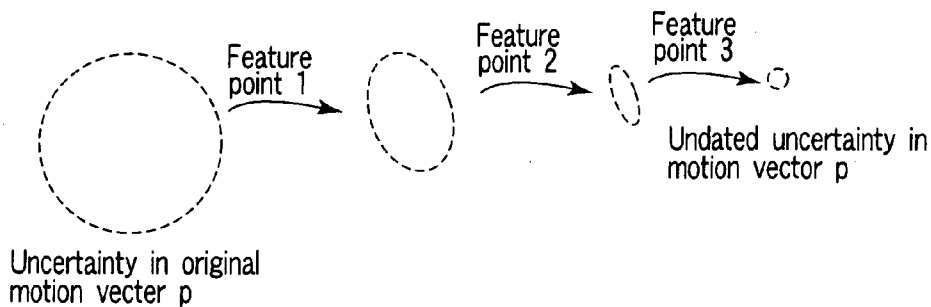 Feature
point 1
Feature
point 2
Feature
point 3
Undated uncertainty in
motion vector p
Uncertainty in original
motion vecter p